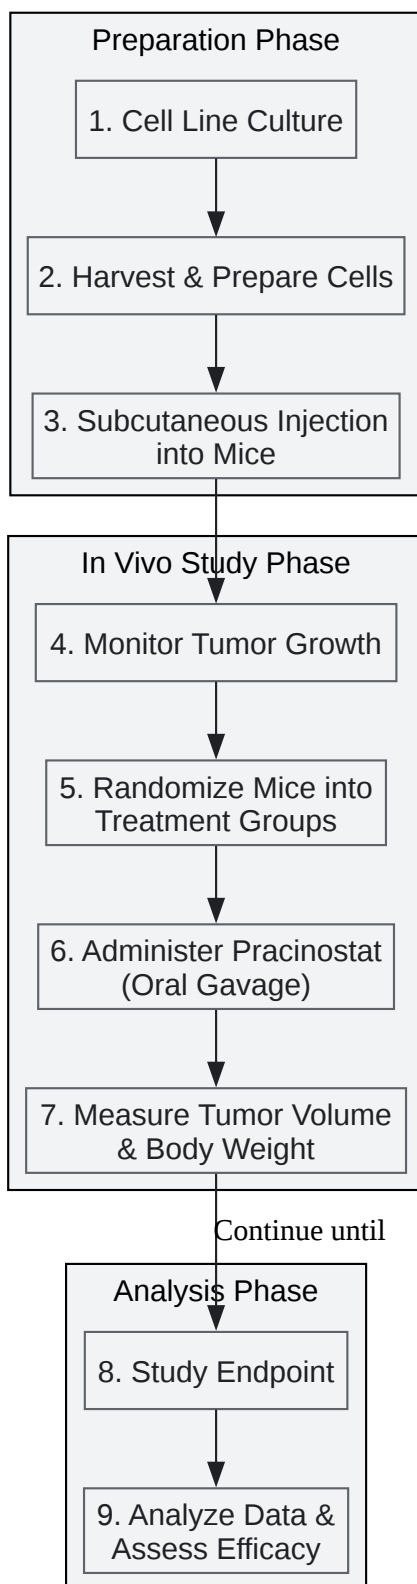 Preparation Phase
1. Cell Line Culture
2. Harvest & Prepare Cells
3. Subcutaneous Injection
into Mice
In Vivo Study Phase
4. Monitor Tumor Growth
5. Randomize Mice into
Treatment Groups
6. Administer Pracinostat
(Oral Gavage)
7. Measure Tumor Volume
& Body Weight
Continue until
Analysis Phase
8. Study Endpoint
9. Analyze Data &
Assess Efficacy